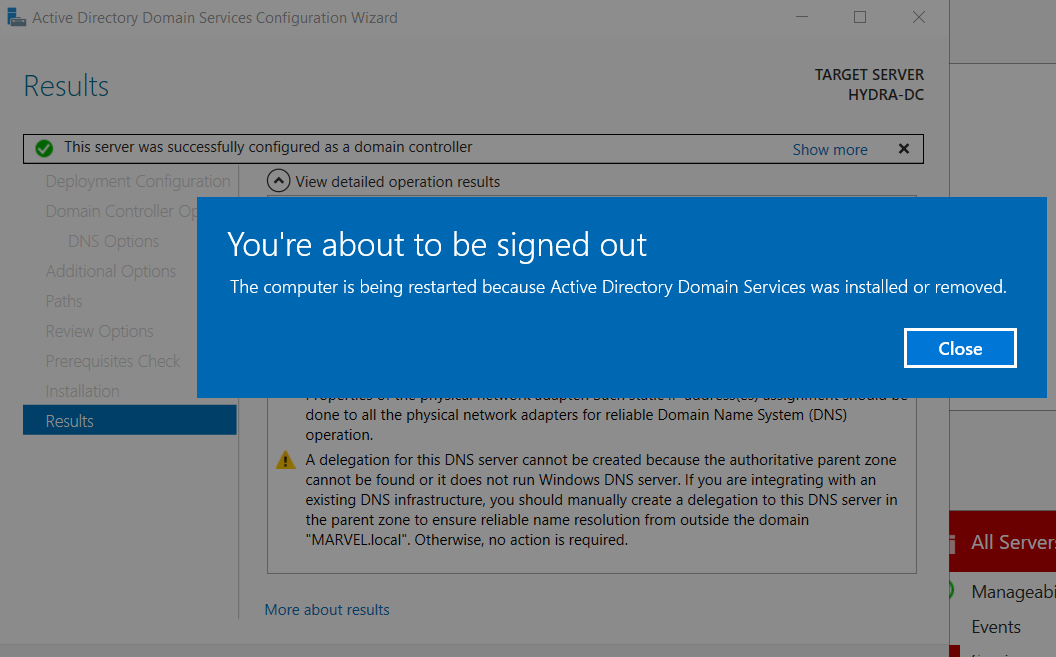 Active Directory Domain Services Configuration Wizard
Results
TARGET SERVER
HYDRA-DC
This server was successfully configured as a domain controller
Show more
Deployment Configuration
Domain Controller Op
DNS Options
Additional Options
Paths
Review Options
Prerequisites Check
Installation
Results
View detailed operation results
You're about to be signed out
The computer is being restarted because Active Directory Domain Services was installed or removed.
Close
done to all the physical network adapters for reliable Domain Name System (DNS)
operation.
A delegation for this DNS server cannot be created because the authoritative parent zone
cannot be found or it does not run Windows DNS server. If you are integrating with an
existing DNS infrastructure, you should manually create a delegation to this DNS server in
the parent zone to ensure reliable name resolution from outside the domain
"MARVEL.local". Otherwise, no action is required.
More about results
All Servers
Manageabi
Events